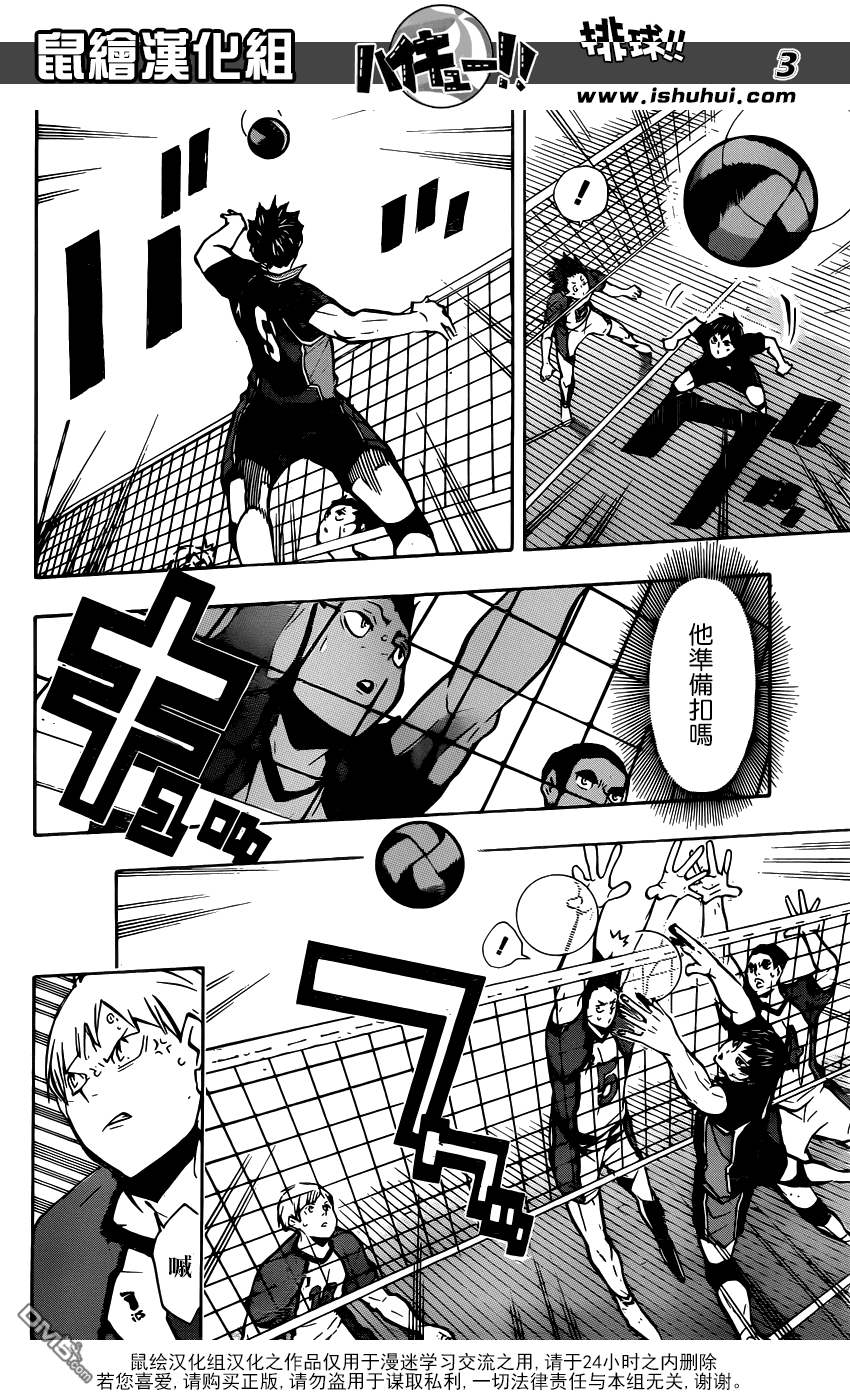 鼠繪漢化組
ハイキュー!!
排球!!
3
www.ishuhui.com
!
他準備扣嗎
!
5
嘁
DM5.com
鼠绘汉化组汉化之作品仅用于漫迷学习交流之用,请于24小时之内删除
若您喜爱,请购买正版,请勿盗用于谋取私利,一切法律责任与本组无关,谢谢。